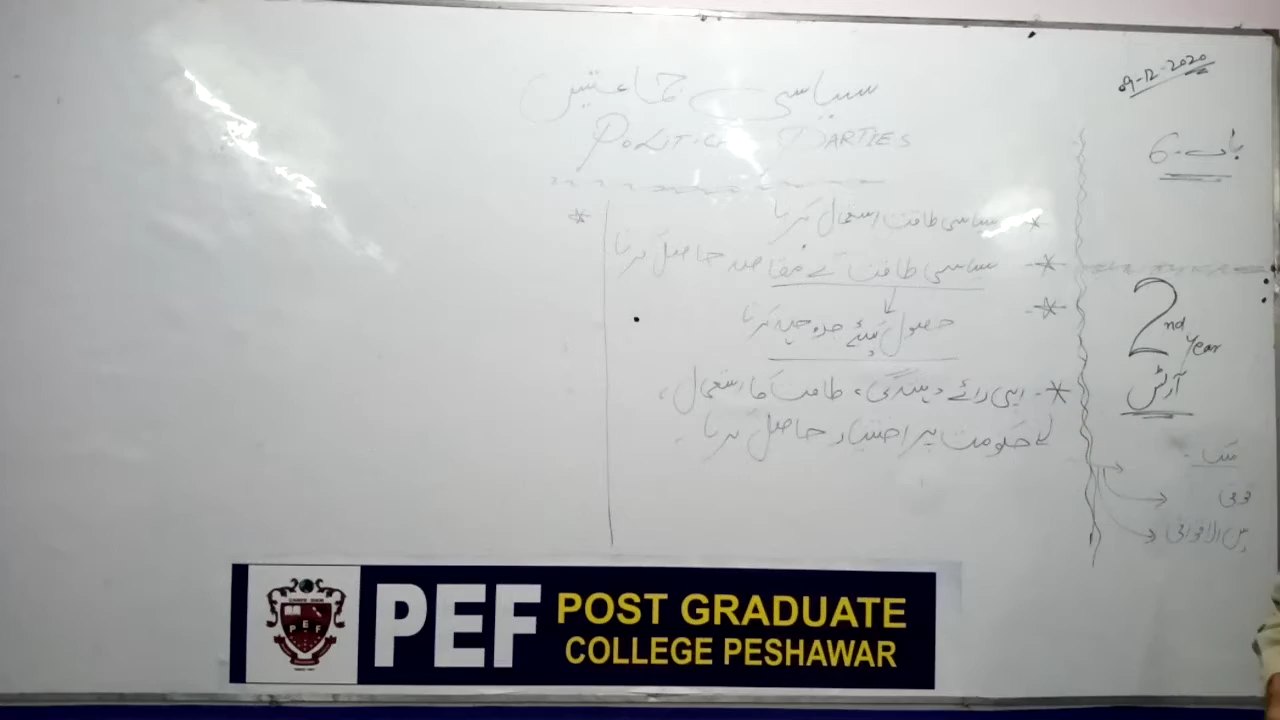 09-12-2020
باب-6
سیاسی جماعتیں
POLITICAL PARTIES
* سیاسی طاقت استعمال کرنا
* سیاسی طاقت کے مقاصد حاصل کرنا
* حصول کیلئے جدوجہد کرنا
*- اپنی رائے دہندگی، طاقت کا استعمال،
حکومت پر اختیار حاصل کرنا۔
*
2nd Year
آرٹس
قومی
بین الاقوامی
PEF POST GRADUATE
COLLEGE PESHAWAR
PEF